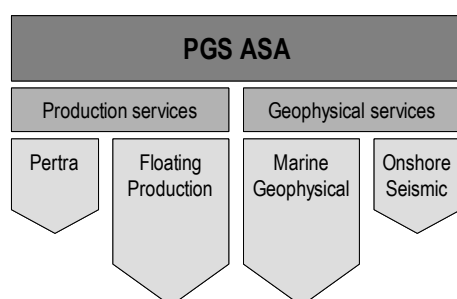 PGS ASA
Production services
Geophysical services
Pertra
Floating
Production
Marine
Geophysical
Onshore
Seismic